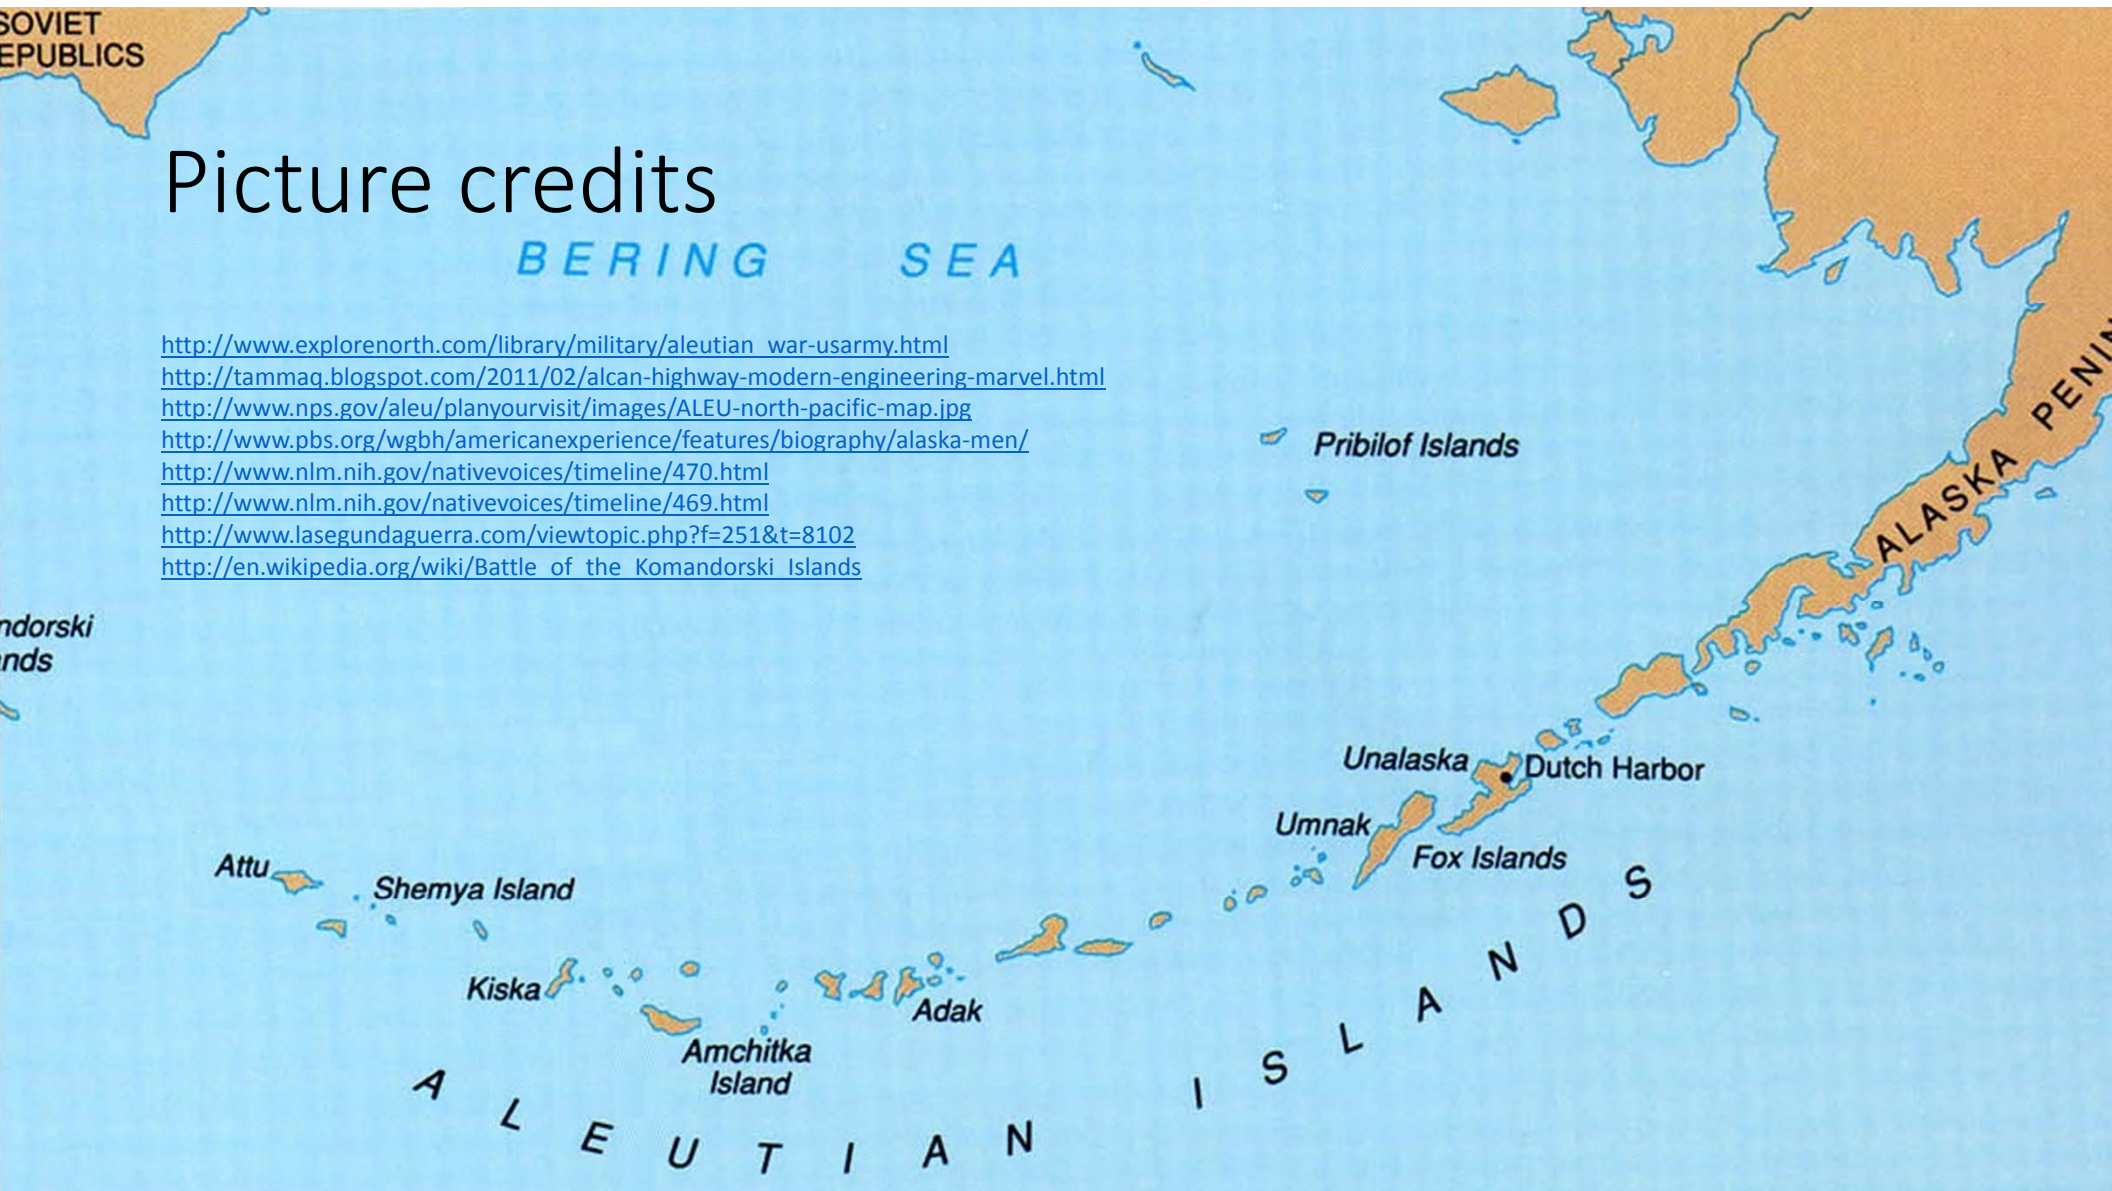 SOVIET
EPUBLICS
Picture credits
BERING SEA
http://www.explorenorth.com/library/military/aleutian_war-usarmy.html
http://tammaq.blogspot.com/2011/02/alcan-highway-modern-engineering-marvel.html
http://www.nps.gov/aleu/planyourvisit/images/ALEU-north-pacific-map.jpg
http://www.pbs.org/wgbh/americanexperience/features/biography/alaska-men/
http://www.nlm.nih.gov/nativevoices/timeline/470.html
http://www.nlm.nih.gov/nativevoices/timeline/469.html
http://www.lasegundaguerra.com/viewtopic.php?f=251&t=8102
http://en.wikipedia.org/wiki/Battle_of_the_Komandorski_Islands
Pribilof Islands
ALASKA PENIN
ndorski
nds
Unalaska
Dutch Harbor
Umnak
Fox Islands
Attu
Shemya Island
Kiska
Adak
Amchitka
Island
ALEUTIAN ISLANDS